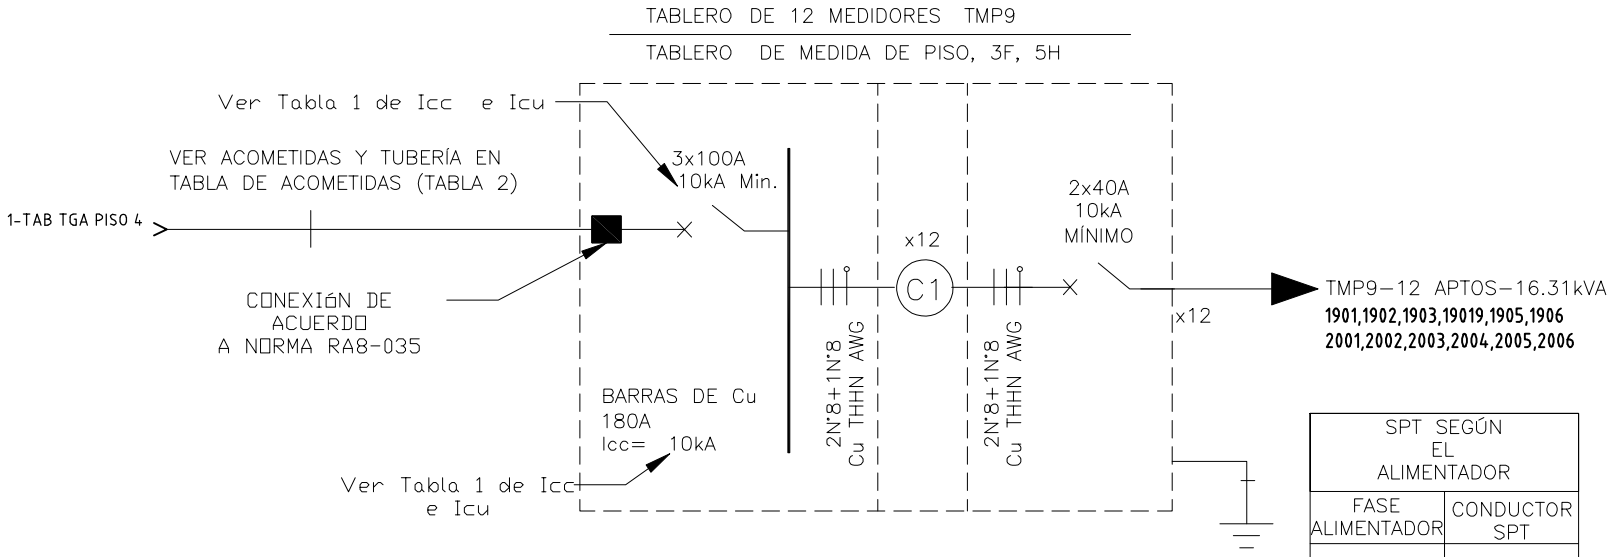 TABLERO DE 12 MEDIDORES TMP9
TABLERO DE MEDIDA DE PISO, 3F, 5H
Ver Tabla 1 de Icc e Icu
VER ACOMETIDAS Y TUBERÍA EN
TABLA DE ACOMETIDAS (TABLA 2)
1-TAB TGA PISO 4
3x100A
10kA Min.
CONEXIóN DE
ACUERDO
A NORMA RA8-035
BARRAS DE Cu
180A
Icc= 10kA
Ver Tabla 1 de Icc
e Icu
2N°8+1N°8
Cu THHN AWG
x12
C1
2N°8+1N°8
Cu THHN AWG
2x40A
10kA
MÍNIMO
x12
TMP9-12 APTOS-16.31kVA
1901,1902,1903,19019,1905,1906
2001,2002,2003,2004,2005,2006
SPT SEGÚN
EL
ALIMENTADOR
FASE
ALIMENTADOR
CONDUCTOR
SPT